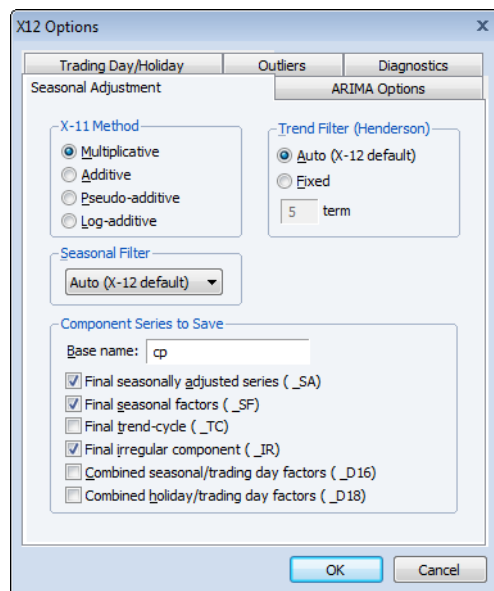 X12 Options
x
Trading Day/Holiday
Outliers
Diagnostics
Seasonal Adjustment
ARIMA Options
X-11 Method
Multiplicative
Additive
Pseudo-additive
Log-additive
Trend Filter (Henderson)
Auto (X-12 default)
Fixed
5 term
Seasonal Filter
Auto (X-12 default)
Component Series to Save
Base name: cp
Final seasonally adjusted series ( _SA)
Final seasonal factors ( _SF)
Final trend-cycle ( _TC)
Final irregular component ( _IR)
Combined seasonal/trading day factors ( _D16)
Combined holiday/trading day factors ( _D18)
OK
Cancel